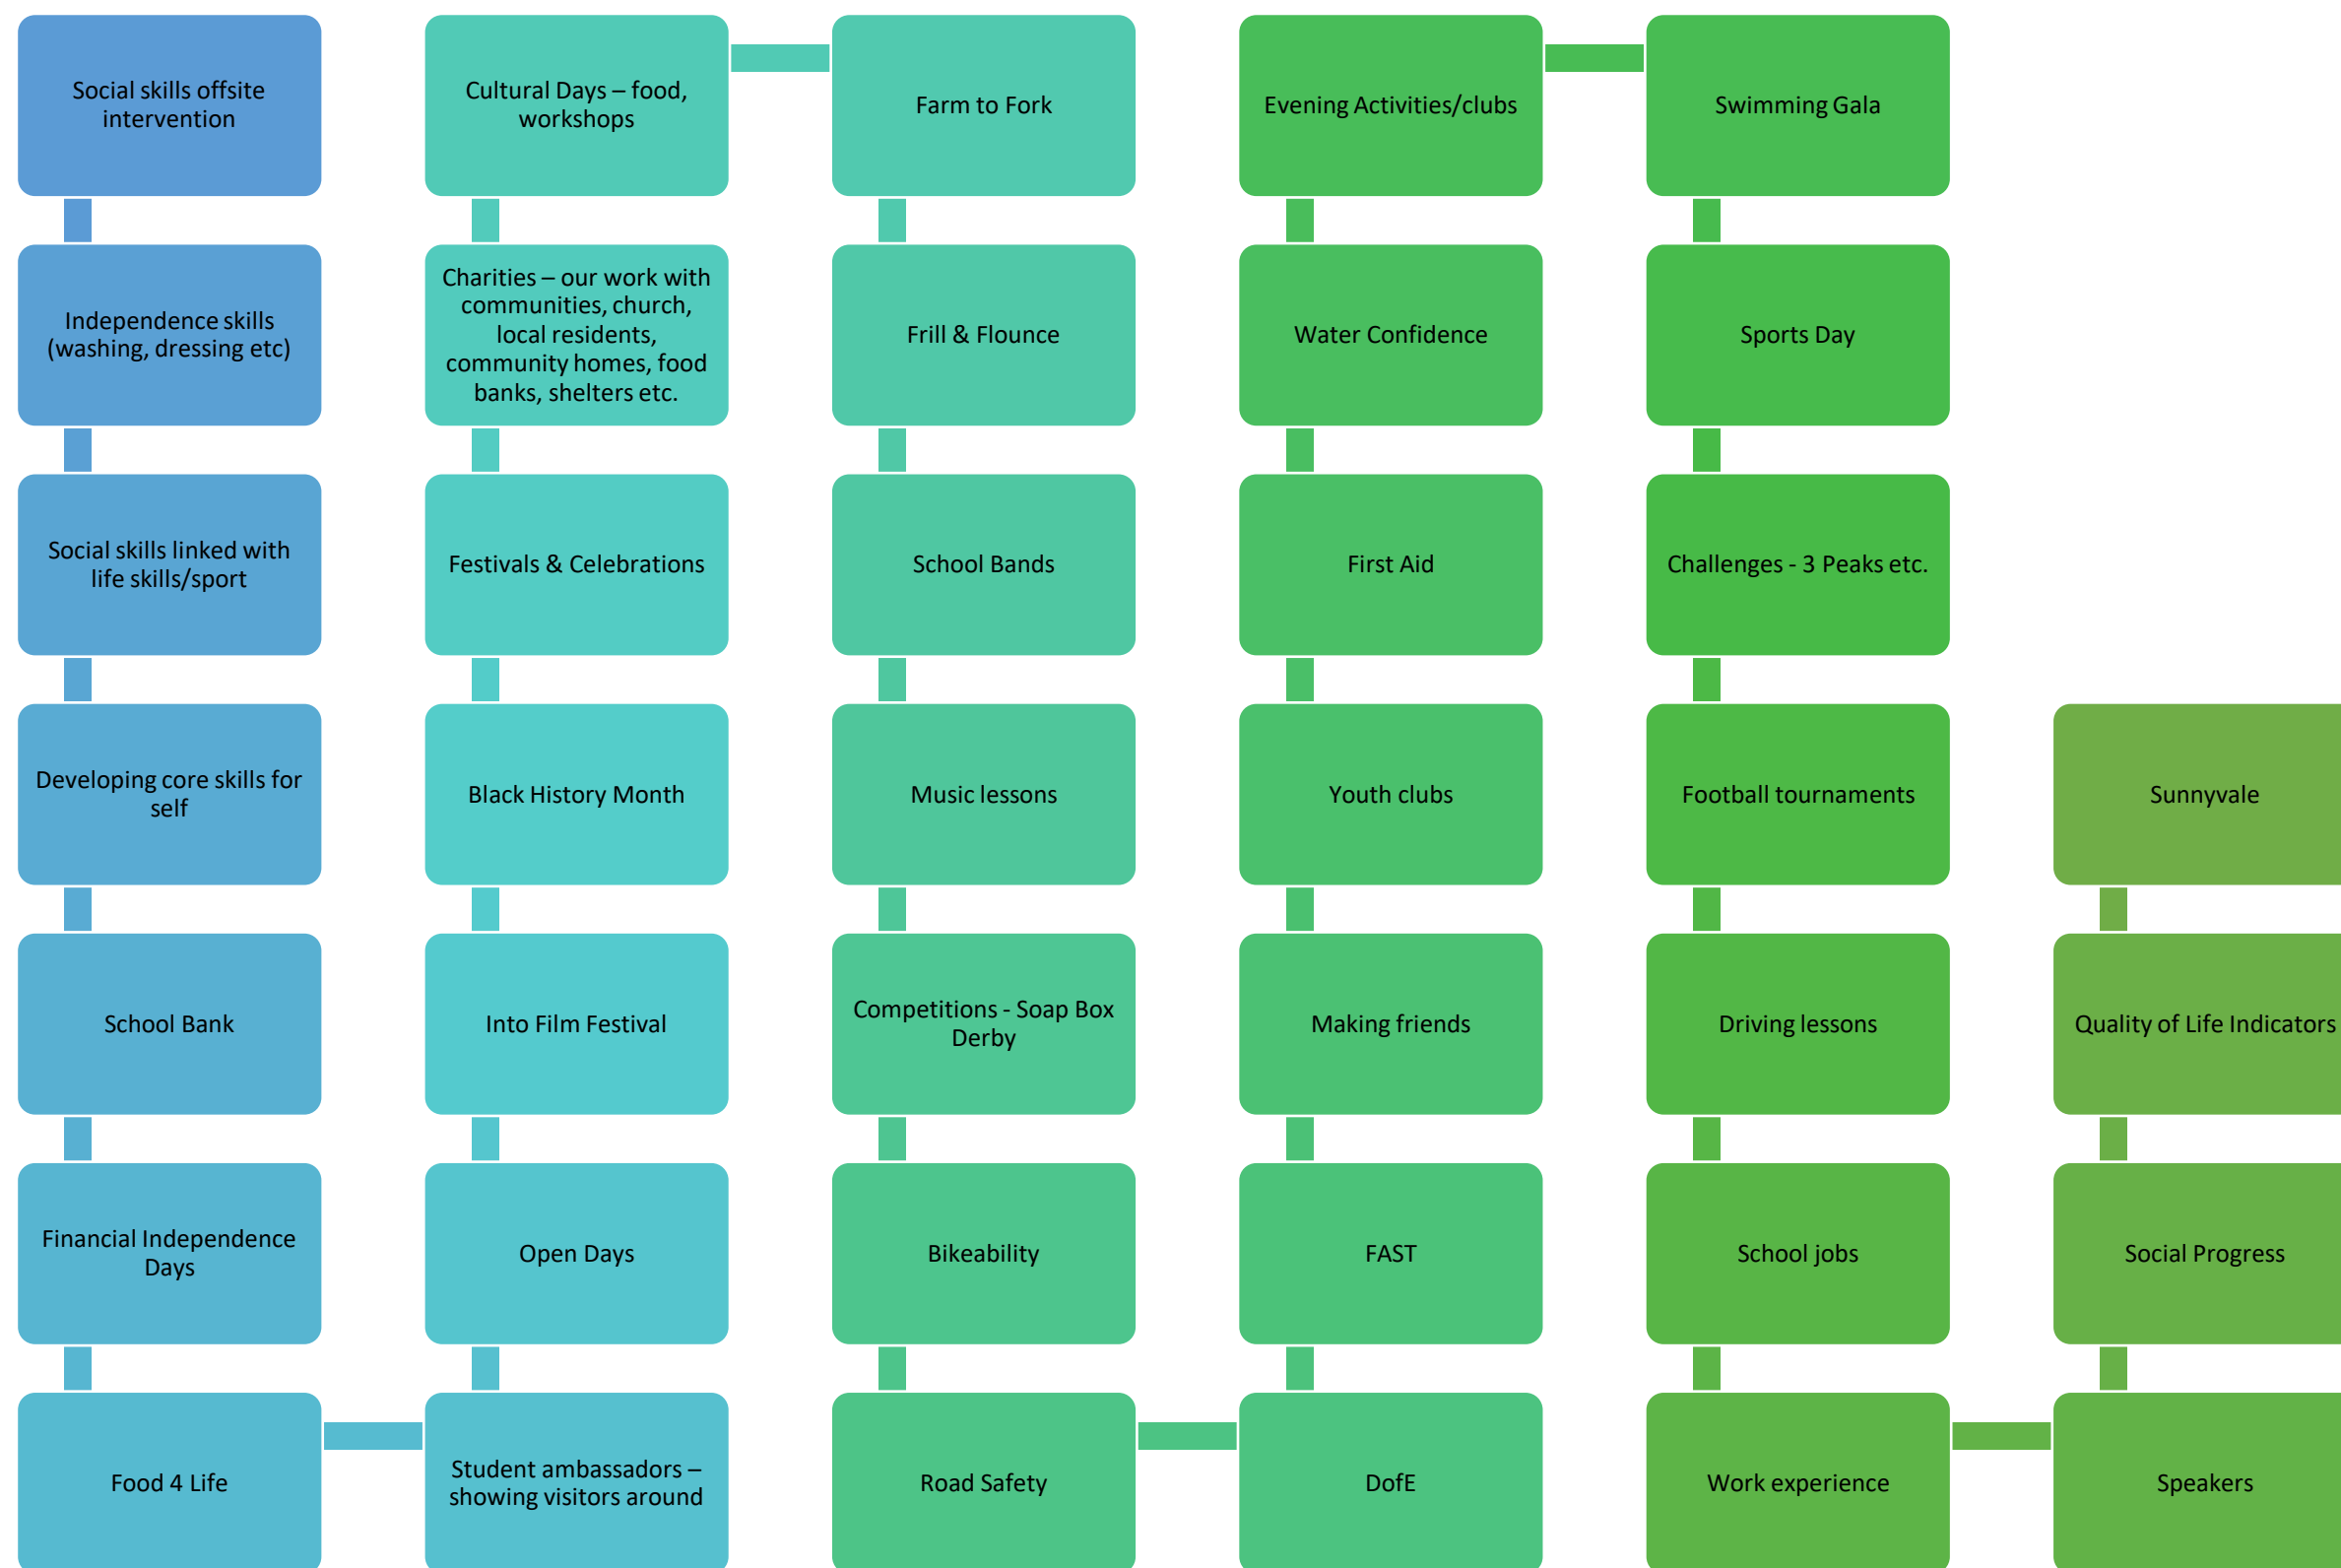 Social skills offsite
intervention
Independence skills
(washing, dressing etc)
Social skills linked with
life skills/sport
Developing core skills for
self
School Bank
Financial Independence
Days
Food 4 Life
Student ambassadors –
showing visitors around
Open Days
Into Film Festival
Black History Month
Festivals & Celebrations
Charities – our work with
communities, church,
local residents,
community homes, food
banks, shelters etc.
Cultural Days – food,
workshops
Farm to Fork
Frill & Flounce
School Bands
Music lessons
Competitions - Soap Box
Derby
Bikeability
Road Safety
DofE
FAST
Making friends
Youth clubs
First Aid
Water Confidence
Evening Activities/clubs
Swimming Gala
Sports Day
Challenges - 3 Peaks etc.
Football tournaments
Driving lessons
School jobs
Work experience
Speakers
Social Progress
Quality of Life Indicators
Sunnyvale